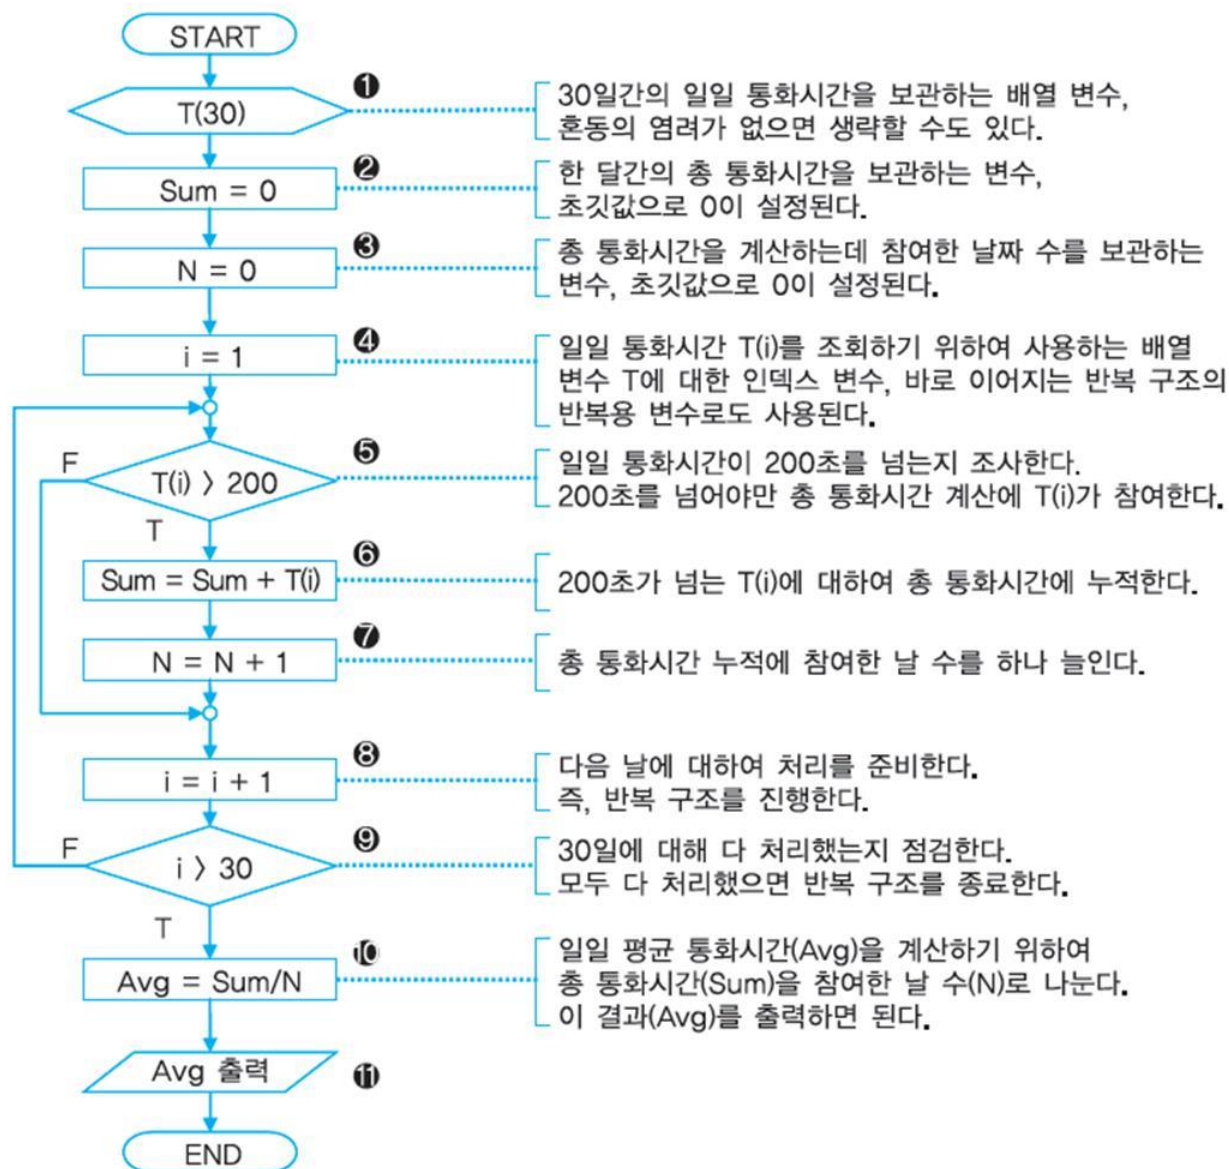 START
T(30)
❶
30일간의 일일 통화시간을 보관하는 배열 변수,
혼동의 염려가 없으면 생략할 수도 있다.
Sum = 0
❷
한 달간의 총 통화시간을 보관하는 변수,
초깃값으로 0이 설정된다.
N = 0
❸
총 통화시간을 계산하는데 참여한 날짜 수를 보관하는
변수, 초깃값으로 0이 설정된다.
i = 1
❹
일일 통화시간 T(i)를 조회하기 위하여 사용하는 배열
변수 T에 대한 인덱스 변수, 바로 이어지는 반복 구조의
반복용 변수로도 사용된다.
F
T(i) 〉 200
T
❺
일일 통화시간이 200초를 넘는지 조사한다.
200초를 넘어야만 총 통화시간 계산에 T(i)가 참여한다.
Sum = Sum + T(i)
❻
200초가 넘는 T(i)에 대하여 총 통화시간에 누적한다.
N = N + 1
❼
총 통화시간 누적에 참여한 날 수를 하나 늘인다.
i = i + 1
❽
다음 날에 대하여 처리를 준비한다.
즉, 반복 구조를 진행한다.
F
i 〉 30
T
❾
30일에 대해 다 처리했는지 점검한다.
모두 다 처리했으면 반복 구조를 종료한다.
Avg = Sum/N
❿
일일 평균 통화시간(Avg)을 계산하기 위하여
총 통화시간(Sum)을 참여한 날 수(N)로 나눈다.
이 결과(Avg)를 출력하면 된다.
Avg 출력
⓫
END